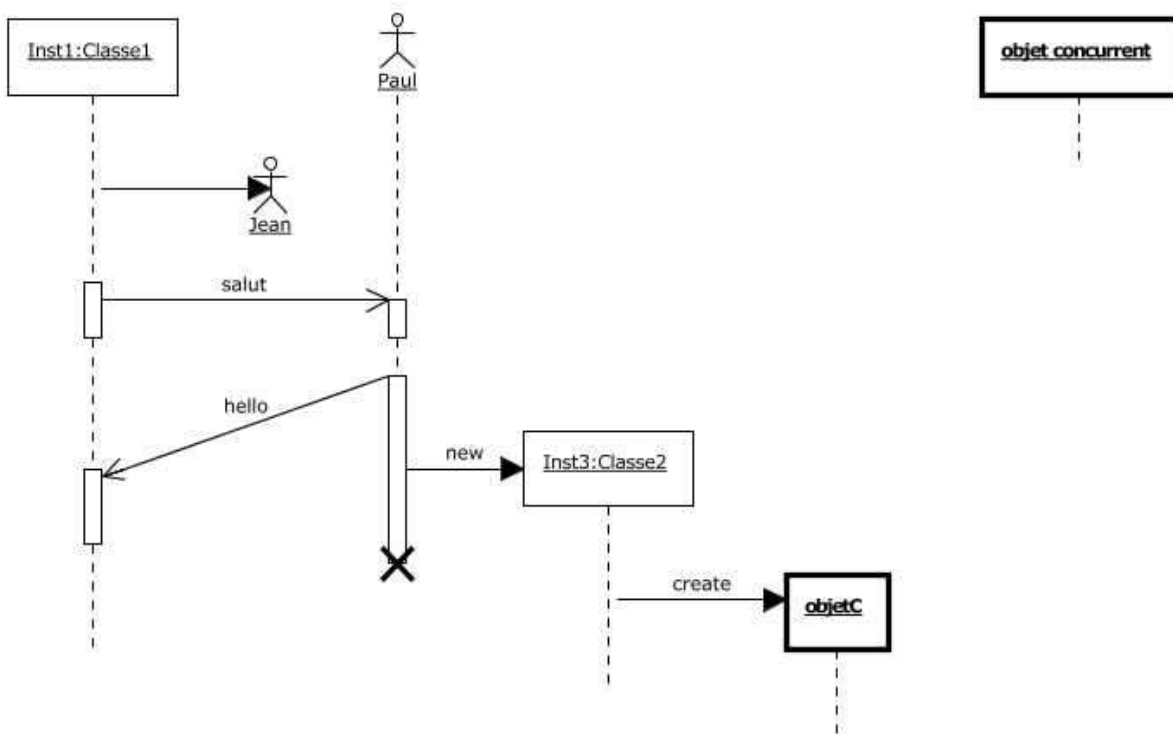 Inst1:Classe1
Paul
objet concurrent
Jean
salut
hello
new
Inst3:Classe2
create
objetC